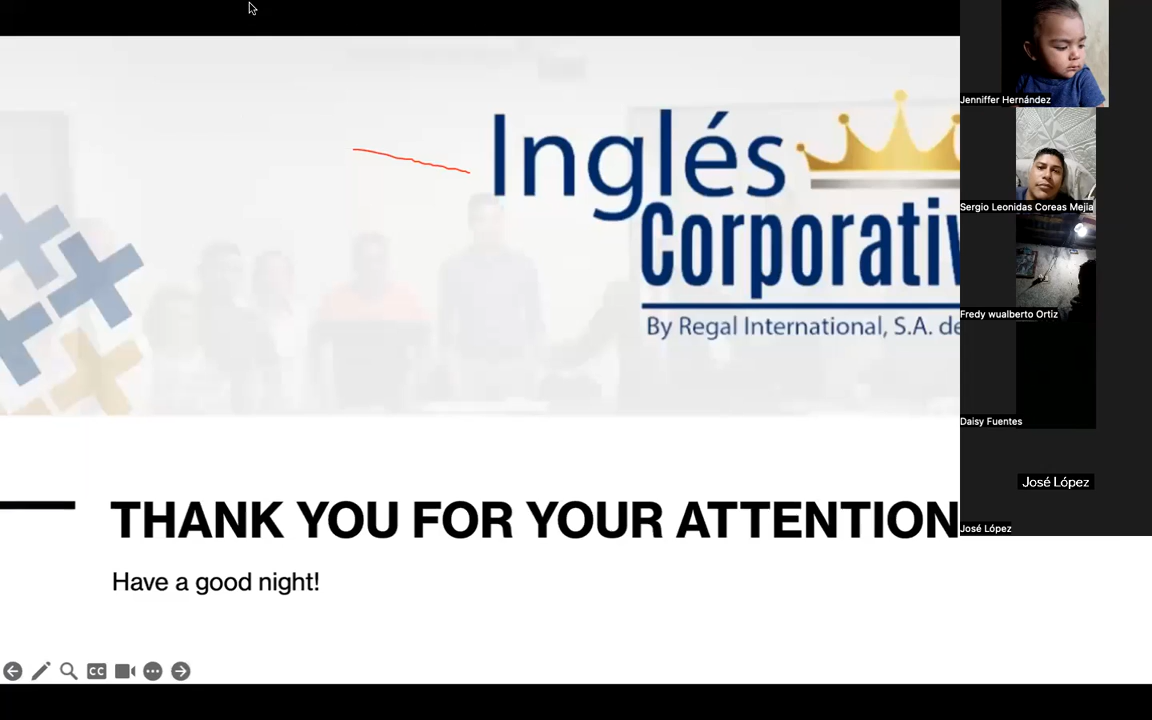 Inglés
Corporativ
By Regal International, S.A. de
THANK YOU FOR YOUR ATTENTION
Have a good night!
CC
Jenniffer Hernández
Sergio Leonidas Coreas Mejia
Fredy wualberto Ortiz
Daisy Fuentes
José López
José López